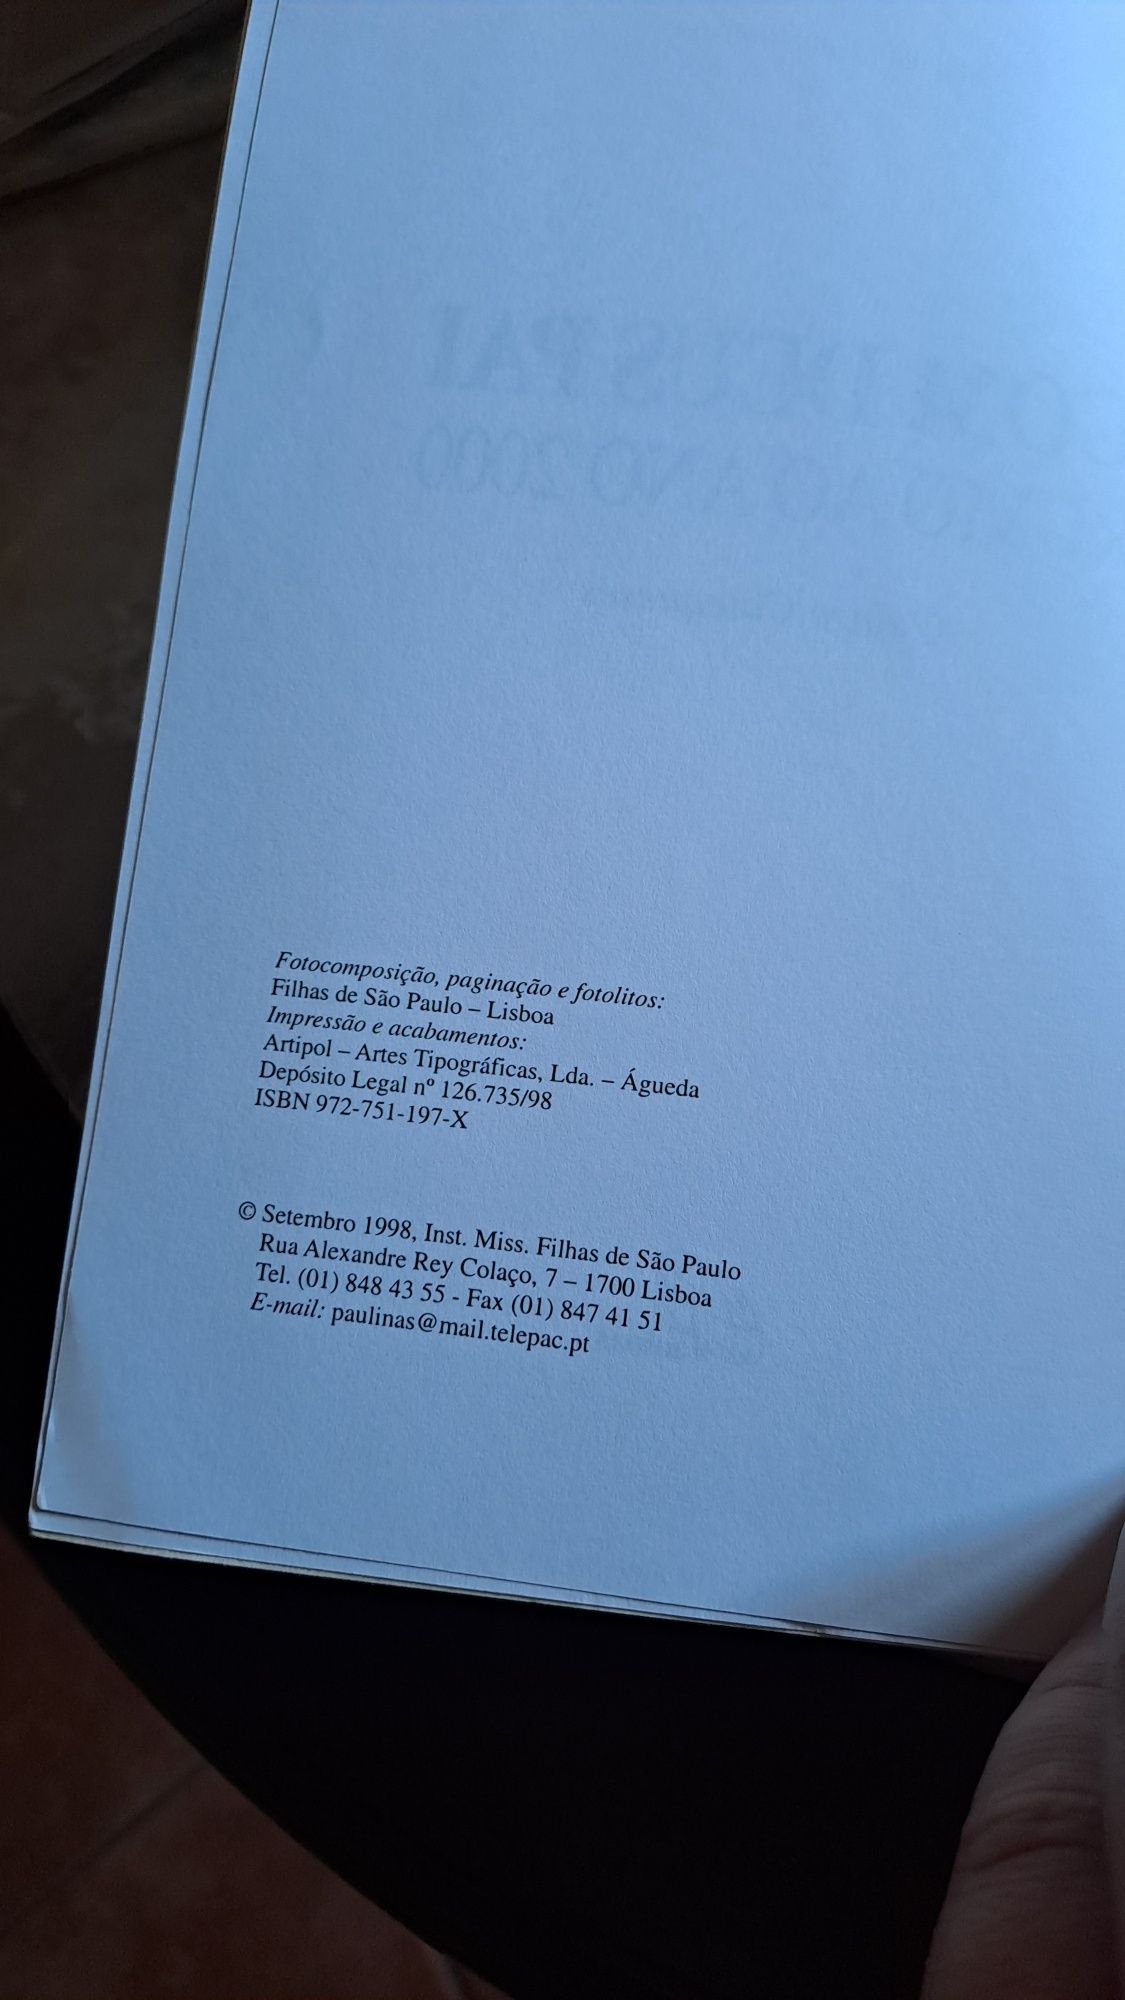 Fotocomposição, paginação e fotolitos:
Filhas de São Paulo – Lisboa
Impressão e acabamentos:
Artipol – Artes Tipográficas, Lda. – Águeda
Depósito Legal nº 126.735/98
ISBN 972-751-197-X
© Setembro 1998, Inst. Miss. Filhas de São Paulo
Rua Alexandre Rey Colaço, 7 – 1700 Lisboa
Tel. (01) 848 43 55 - Fax (01) 847 41 51
E-mail: paulinas@mail.telepac.pt